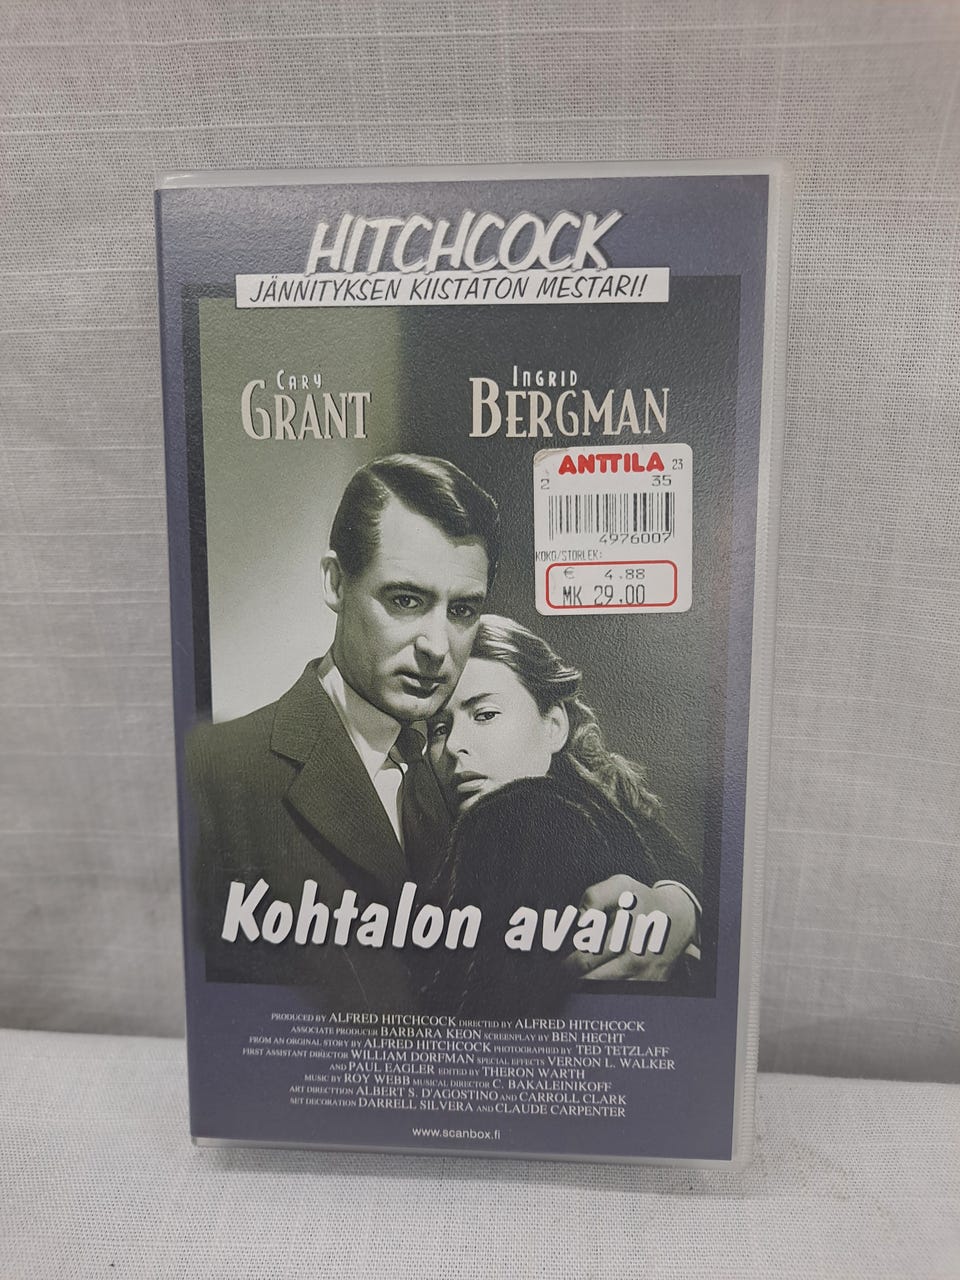 HITCHCOCK
JÄNNITYKSEN KIISTATON MESTARI!
CARY
GRANT
INGRID
BERGMAN
ANTTILA 23
2 35
4976007
KOKO/STORLEK:
€ 4.88
MK 29.00
Kohtalon avain
PRODUCED BY ALFRED HITCHCOCK DIRECTED BY ALFRED HITCHCOCK
ASSOCIATE PRODUCER BARBARA KEON SCREENPLAY BY BEN HECHT
FROM AN ORGINAL STORY BY ALFRED HITCHCOCK PHOTOGRAPHED BY TED TETZLAFF
FIRST ASSISTANT DIRECTOR WILLIAM DORFMAN SPECIAL EFFECTS VERNON L. WALKER
AND PAUL EAGLER EDITED BY THERON WARTH
MUSIC BY ROY WEBB MUSICAL DIRECTOR C. BAKALEINIKOFF
ART DIRECTTION ALBERT S. D'AGOSTINO AND CARROLL CLARK
SET DECORATION DARRELL SILVERA AND CLAUDE CARPENTER
www.scanbox.fi